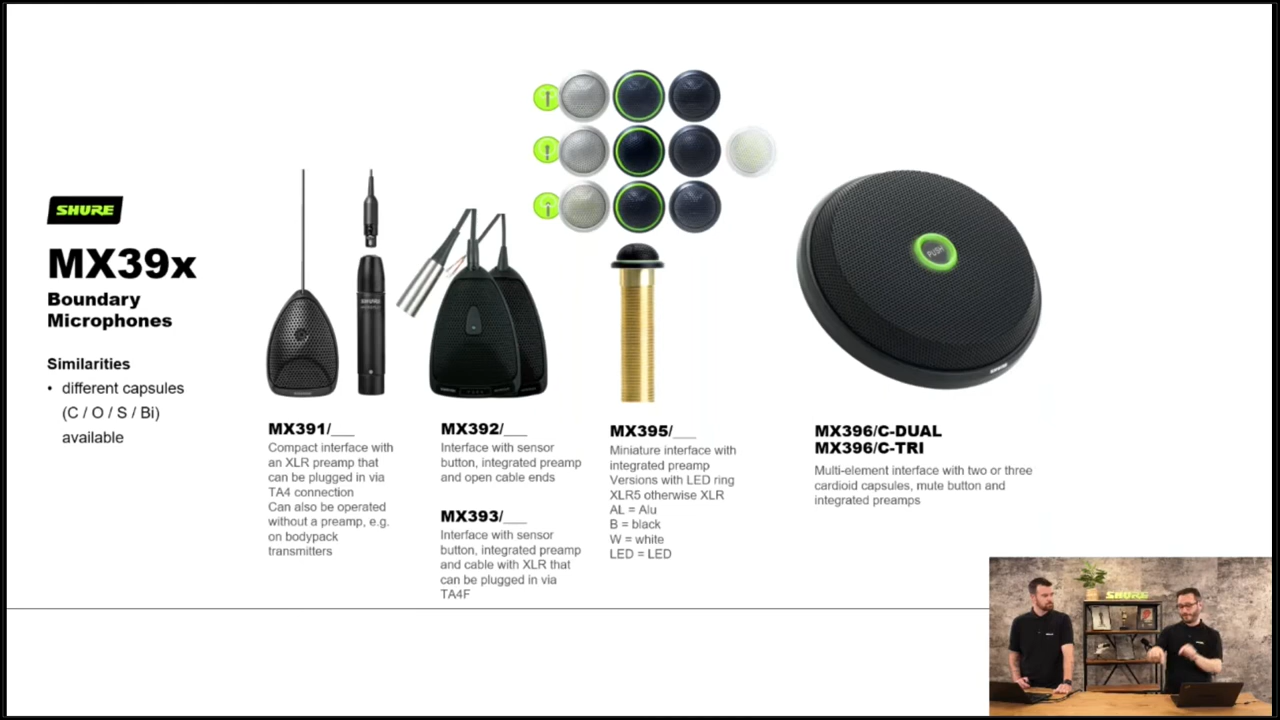 SHURE
MX39x
Boundary
Microphones
Similarities
• different capsules
(C / O / S / Bi)
available
MX391/___
Compact interface with
an XLR preamp that
can be plugged in via
TA4 connection
Can also be operated
without a preamp, e.g.
on bodypack
transmitters
MX392/___
Interface with sensor
button, integrated preamp
and open cable ends
MX393/___
Interface with sensor
button, integrated preamp
and cable with XLR that
can be plugged in via
TA4F
MX395/___
Miniature interface with
integrated preamp
Versions with LED ring
XLR5 otherwise XLR
AL = Alu
B = black
W = white
LED = LED
PUSH
SHURE
MX396/C-DUAL
MX396/C-TRI
Multi-element interface with two or three
cardioid capsules, mute button and
integrated preamps
SHURE